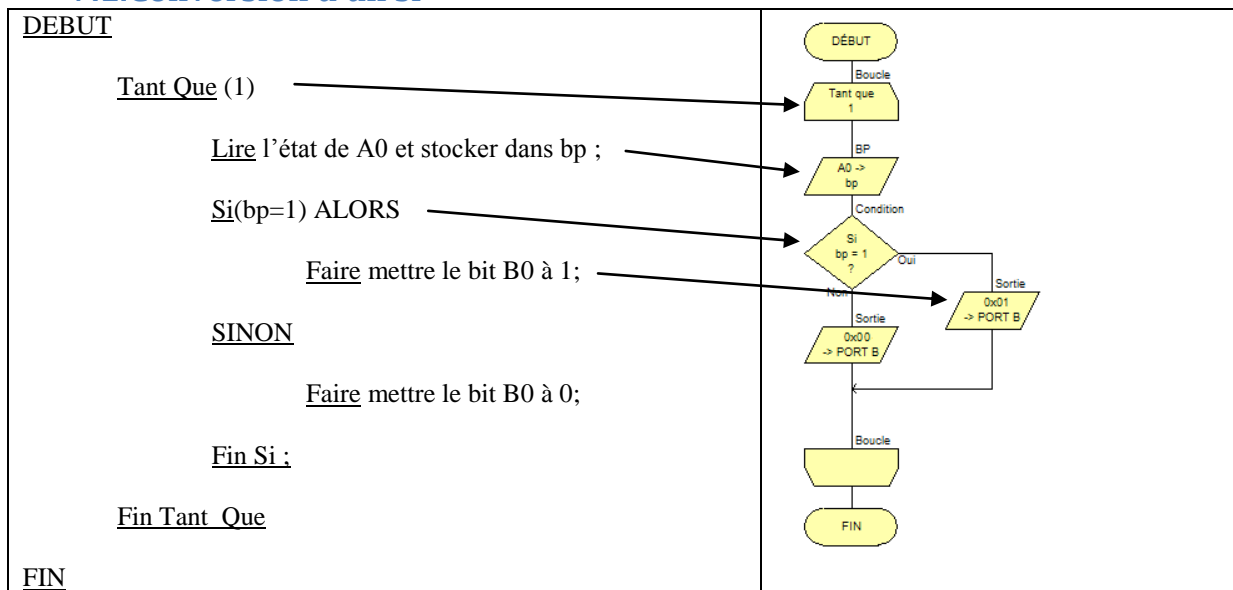 DEBUT
Tant Que (1)
Lire l'état de A0 et stocker dans bp ;
Si(bp=1) ALORS
Faire mettre le bit B0 à 1;
SINON
Faire mettre le bit B0 à 0;
Fin Si ;
Fin Tant Que
FIN
DÉBUT
Boucle
Tant que
1
BP
A0 ->
bp
Condition
Si
bp = 1
?
Oui
Non
Sortie
0x01
-> PORT B
Sortie
0x00
-> PORT B
Boucle
FIN